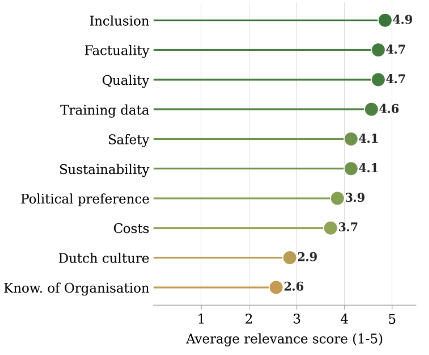 Inclusion 4.9
Factuality 4.7
Quality 4.7
Training data 4.6
Safety 4.1
Sustainability 4.1
Political preference 3.9
Costs 3.7
Dutch culture 2.9
Know. of Organisation 2.6
1 2 3 4 5
Average relevance score (1-5)